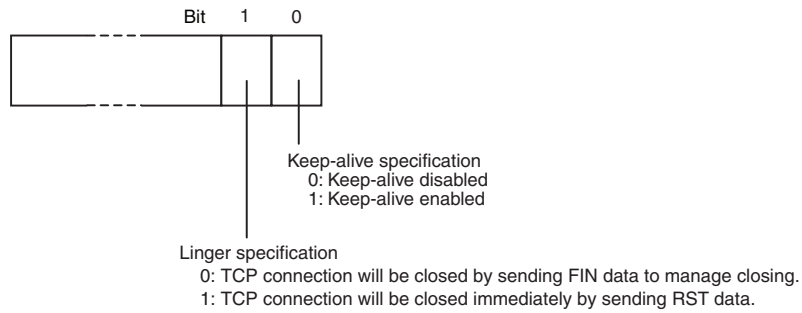 Bit 1 0
Keep-alive specification
0: Keep-alive disabled
1: Keep-alive enabled
Linger specification
0: TCP connection will be closed by sending FIN data to manage closing.
1: TCP connection will be closed immediately by sending RST data.